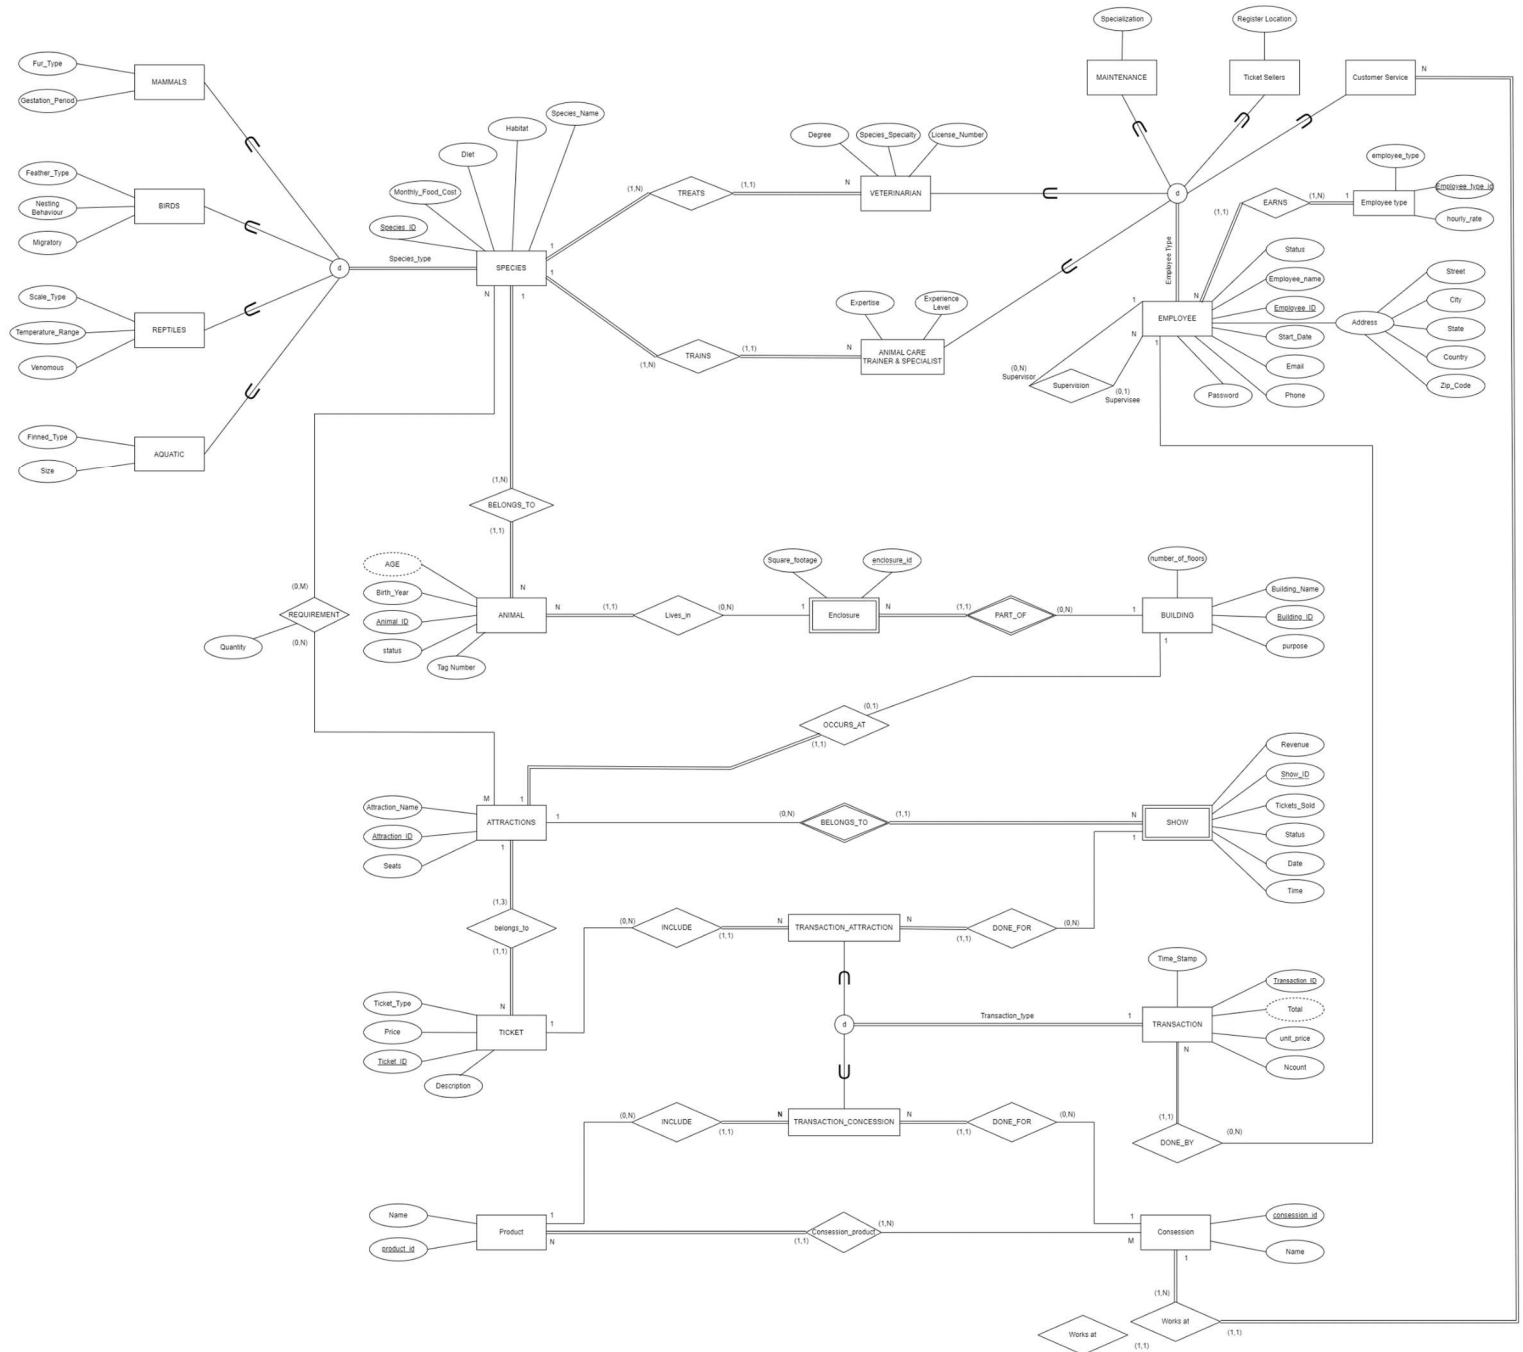 Specialization
Register Location
Fur_Type
MAMMALS
Gestation_Period
MAINTENANCE
Ticket Sellers
Customer Service
N
Species_Name
Habitat
Diet
Degree
Species_Specialty
License_Number
employee_type
Feather_Type
Nesting
Behaviour
BIRDS
Migratory
Monthly_Food_Cost
Species_ID
(1,N)
TREATS
(1,1)
N
VETERINARIAN
d
EARNS
(1,N)
1
Employee type
Employee_type_id
hourly_rate
(1,1)
Employee Type
d
Species_type
SPECIES
1
1
N
1
Scale_Type
REPTILES
Temperature_Range
Venomous
Expertise
Experience
Level
(1,N)
TRAINS
(1,1)
N
ANIMAL CARE
TRAINER & SPECIALIST
1
N
N
1
EMPLOYEE
Status
Employee_name
Employee_ID
Start_Date
Email
Phone
Password
Address
Street
City
State
Country
Zip_Code
(0,N)
Supervisor
Supervision
(0,1)
Supervisee
Finned_Type
AQUATIC
Size
(1,N)
BELONGS_TO
(1,1)
AGE
Birth_Year
Animal_ID
status
Tag Number
N
ANIMAL
N
(1,1)
Lives_in
(0,N)
1
Square_footage
enclosure_id
Enclosure
N
(1,1)
PART_OF
(0,N)
1
number_of_floors
BUILDING
Building_Name
Building_ID
purpose
1
(0,M)
REQUIREMENT
(0,N)
Quantity
(0,1)
OCCURS_AT
(1,1)
Attraction_Name
Attraction_ID
Seats
M
1
ATTRACTIONS
1
1
(0,N)
BELONGS_TO
(1,1)
N
1
SHOW
Revenue
Show_ID
Tickets_Sold
Status
Date
Time
(1,3)
belongs_to
(1,1)
(0,N)
INCLUDE
(1,1)
N
TRANSACTION_ATTRACTION
N
(1,1)
DONE_FOR
(0,N)
Ticket_Type
Price
Ticket_ID
Description
N
TICKET
1
d
Transaction_type
1
Time_Stamp
TRANSACTION
N
Transaction_ID
Total
unit_price
Ncount
(0,N)
INCLUDE
(1,1)
N
TRANSACTION_CONCESSION
N
(1,1)
DONE_FOR
(0,N)
(1,1)
DONE_BY
(0,N)
Name
product_id
Product
1
N
(1,1)
Consession_product
(1,N)
1
M
Consession
consession_id
Name
1
(1,N)
Works at
(1,1)
Works at
(1,1)